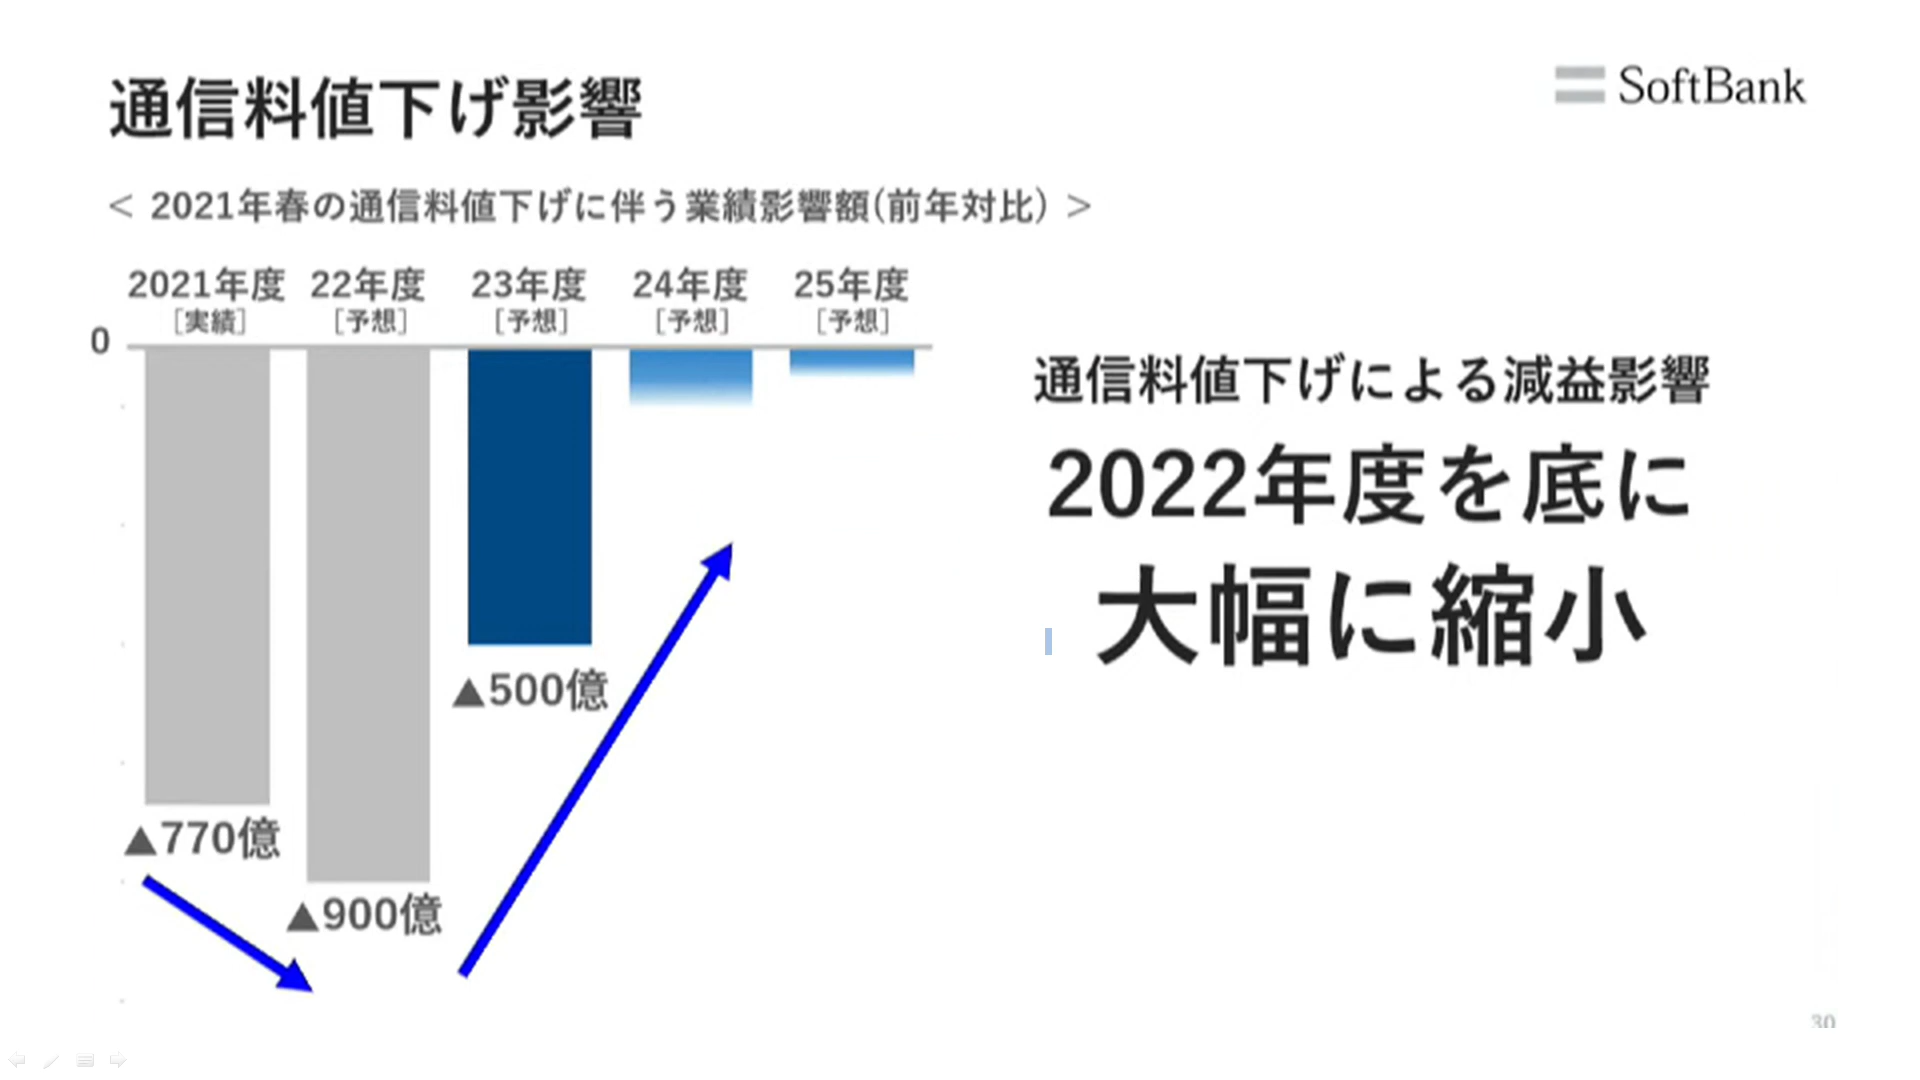 通信料値下げ影響
SoftBank
< 2021年春の通信料値下げに伴う業績影響額(前年対比) >
2021年度 22年度 23年度 24年度 25年度
[実績] [予想] [予想] [予想] [予想]
0
通信料値下げによる減益影響
2022年度を底に
大幅に縮小
▲500億
▲770億
▲900億
30